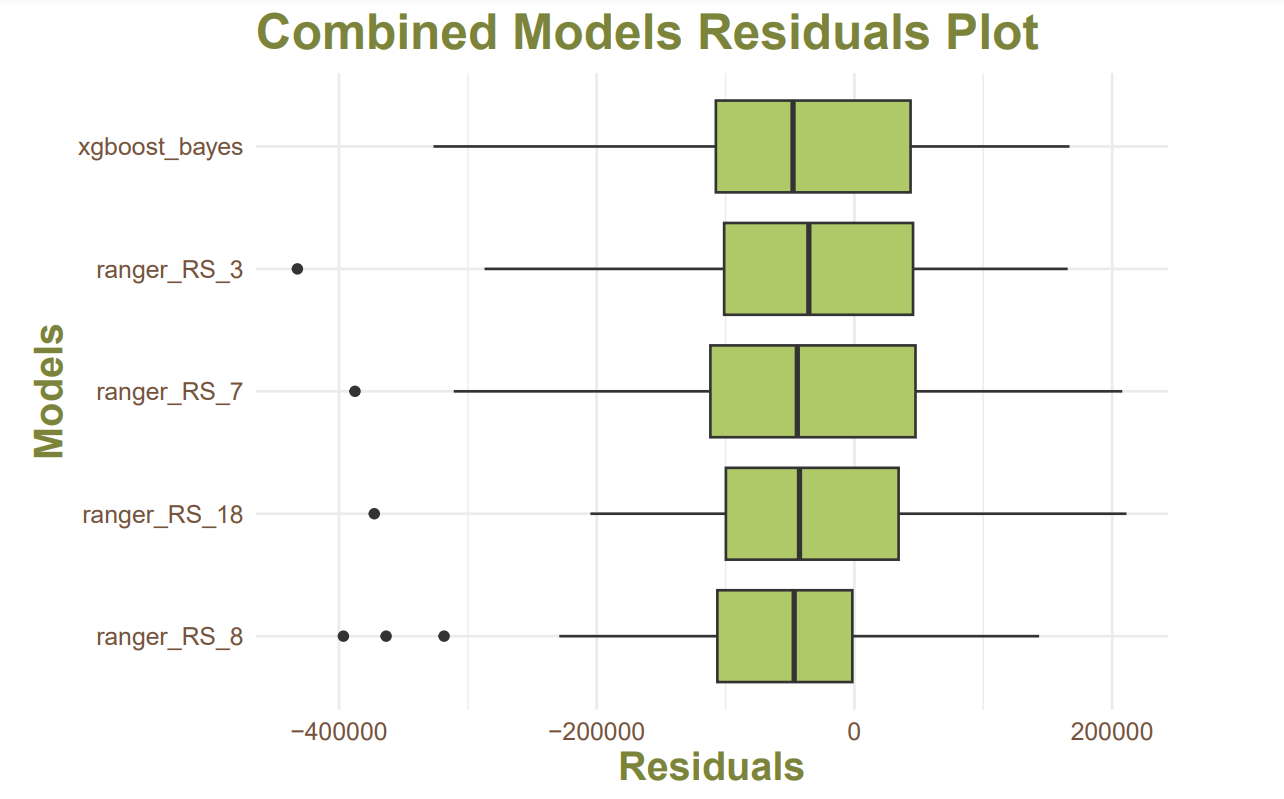 Combined Models Residuals Plot
Models
xgboost_bayes
ranger_RS_3
ranger_RS_7
ranger_RS_18
ranger_RS_8
−400000 −200000 0 200000
Residuals